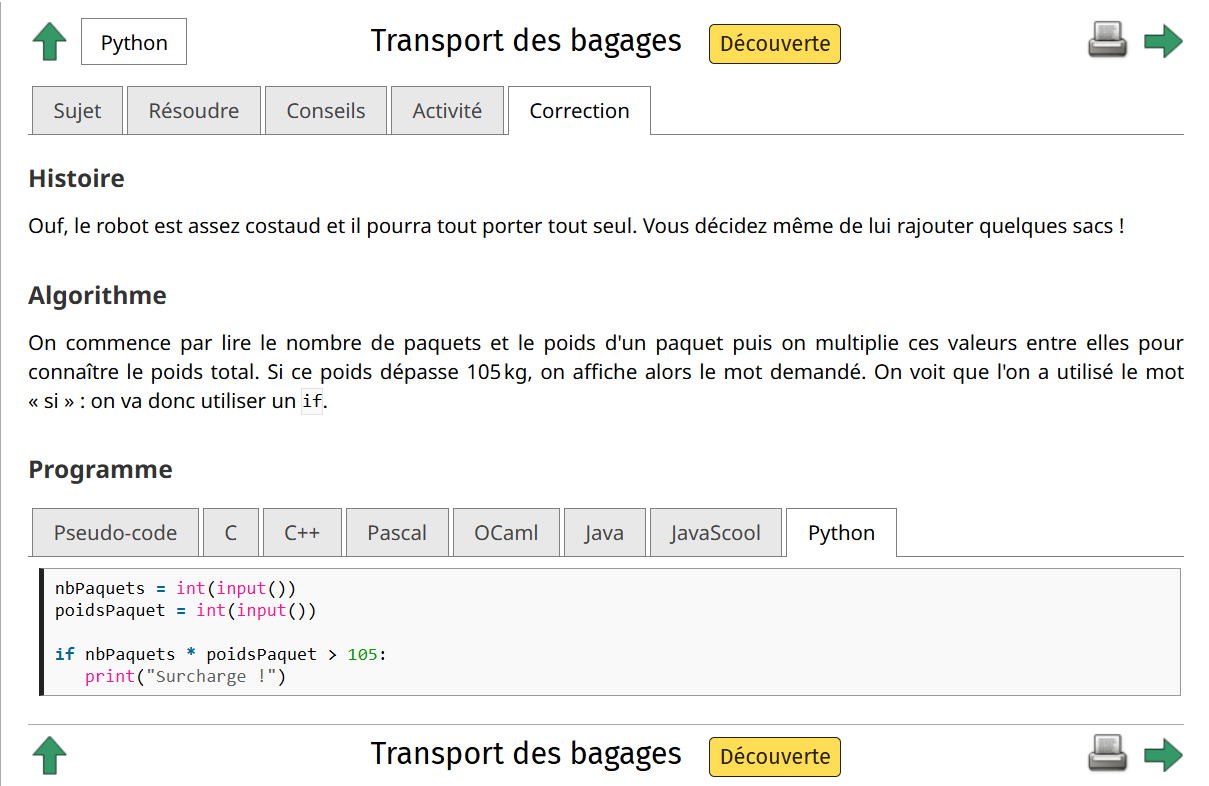 Python Transport des bagages Découverte
Sujet Résoudre Conseils Activité Correction
Histoire
Ouf, le robot est assez costaud et il pourra tout porter tout seul. Vous décidez même de lui rajouter quelques sacs !
Algorithme
On commence par lire le nombre de paquets et le poids d'un paquet puis on multiplie ces valeurs entre elles pour
connaître le poids total. Si ce poids dépasse 105 kg, on affiche alors le mot demandé. On voit que l'on a utilisé le mot
« si » : on va donc utiliser un if.
Programme
Pseudo-code C C++ Pascal OCaml Java JavaScool Python
nbPaquets = int(input())
poidsPaquet = int(input())
if nbPaquets * poidsPaquet > 105:
   print("Surcharge !")
Transport des bagages Découverte